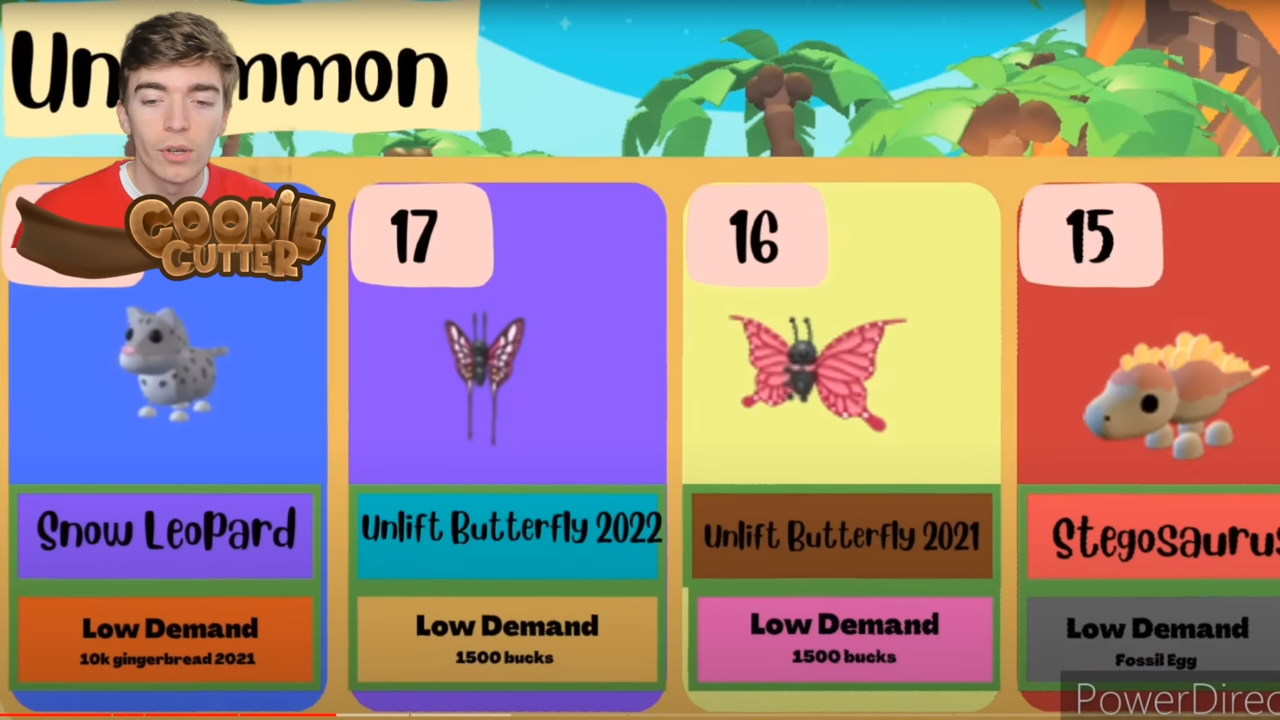 Un mmon
COOKIE
CUTTER
17
16
15
Snow Leopard
Unlift Butterfly 2022
Unlift Butterfly 2021
Stegosaurus
Low Demand
10k gingerbread 2021
Low Demand
1500 bucks
Low Demand
1500 bucks
Low Demand
Fossil Egg
PowerDirec